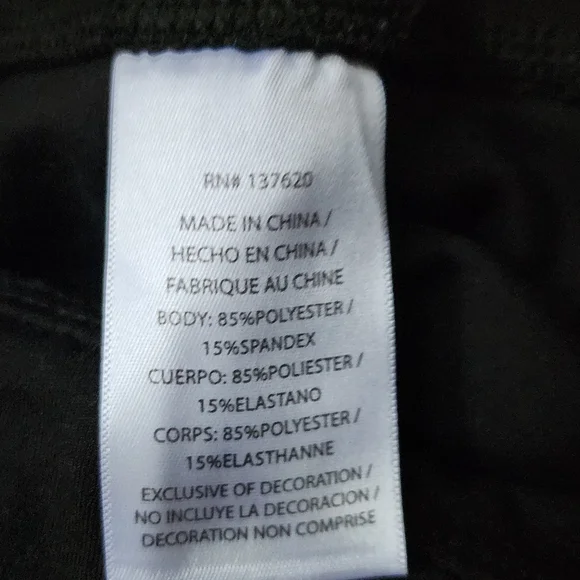 RN# 137620
MADE IN CHINA /
HECHO EN CHINA /
FABRIQUE AU CHINE
BODY: 85%POLYESTER /
15%SPANDEX
CUERPO: 85%POLIESTER /
15%ELASTANO
CORPS: 85%POLYESTER /
15%ELASTHANNE
EXCLUSIVE OF DECORATION /
NO INCLUYE LA DECORACION /
DECORATION NON COMPRISE